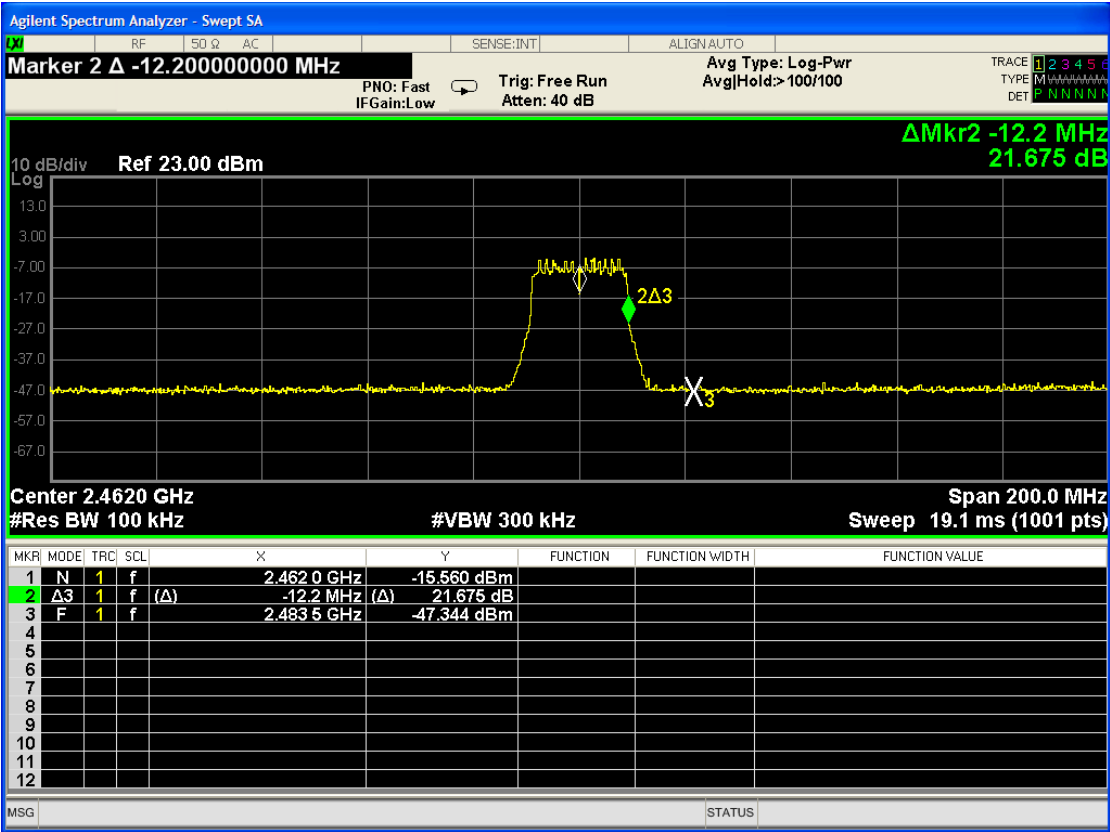 Agilent Spectrum Analyzer - Swept SA
LXI RF 50 Ω AC SENSE:INT ALIGN AUTO
Marker 2 Δ -12.200000000 MHz
PNO: Fast
IFGain:Low
Trig: Free Run
Atten: 40 dB
Avg Type: Log-Pwr
Avg|Hold:>100/100
TRACE 1 2 3 4 5 6
TYPE M
DET P N N N N N
ΔMkr2 -12.2 MHz
21.675 dB
10 dB/div Ref 23.00 dBm
Log
13.0
3.00
-7.00
-17.0
-27.0
-37.0
-47.0
-57.0
-67.0
1
2Δ3
3
Center 2.4620 GHz Span 200.0 MHz
#Res BW 100 kHz #VBW 300 kHz Sweep 19.1 ms (1001 pts)
MKR MODE TRC SCL X Y FUNCTION FUNCTION WIDTH FUNCTION VALUE
1 N 1 f 2.462 0 GHz -15.560 dBm
2 Δ3 1 f (Δ) -12.2 MHz (Δ) 21.675 dB
3 F 1 f 2.483 5 GHz -47.344 dBm
4
5
6
7
8
9
10
11
12
MSG STATUS